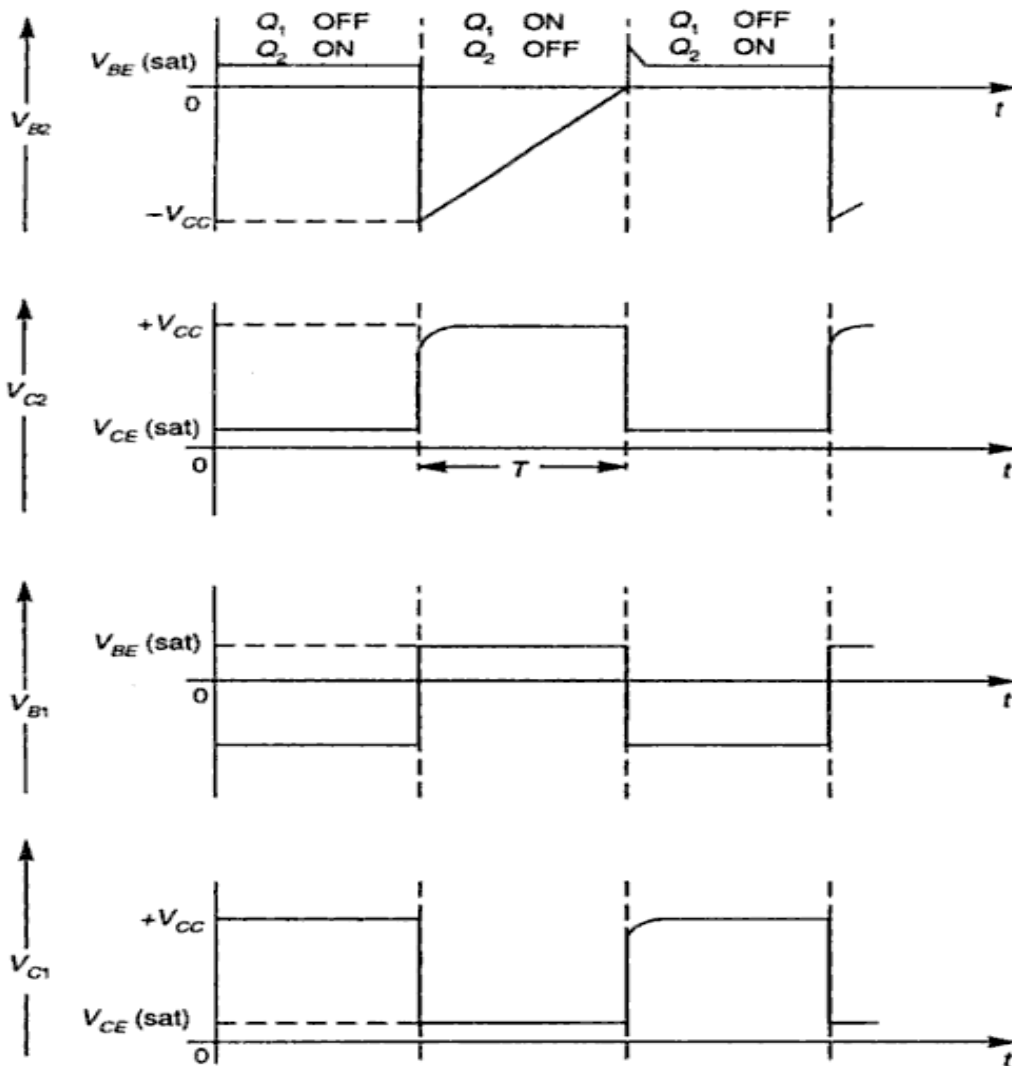 Q1 OFF
Q2 ON
Q1 ON
Q2 OFF
Q1 OFF
Q2 ON
VBE (sat)
0
t
VB2
–VCC
+VCC
VC2
VCE (sat)
0
T
t
VBE (sat)
0
t
VB1
+VCC
VC1
VCE (sat)
0
t